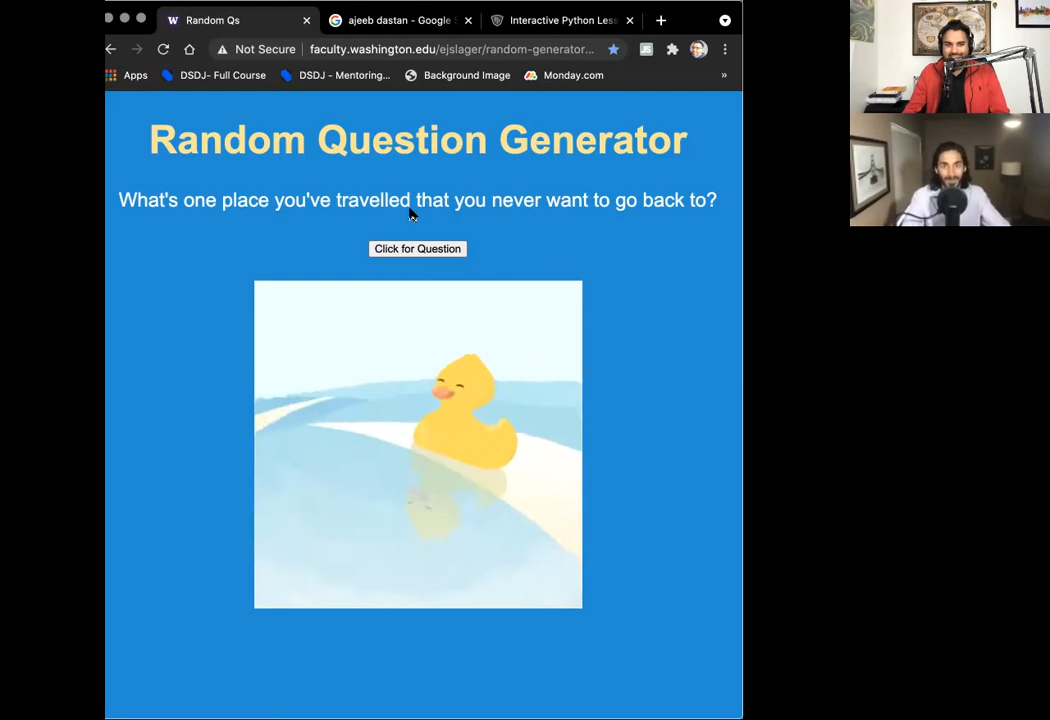 Random Qs
ajeeb dastan - Google
Interactive Python Less
Not Secure
faculty.washington.edu/ejslager/random-generator...
Apps
DSDJ- Full Course
DSDJ - Mentoring...
Background Image
Monday.com
»
Random Question Generator
What's one place you've travelled that you never want to go back to?
Click for Question